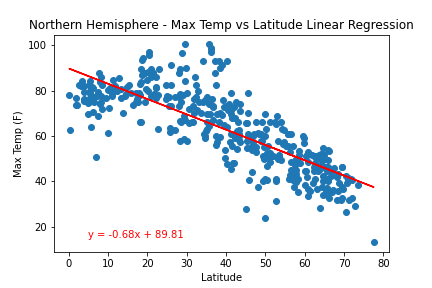 Northern Hemisphere - Max Temp vs Latitude Linear Regression
100
80
60
40
20
Max Temp (F)
y = -0.68x + 89.81
0 10 20 30 40 50 60 70 80
Latitude